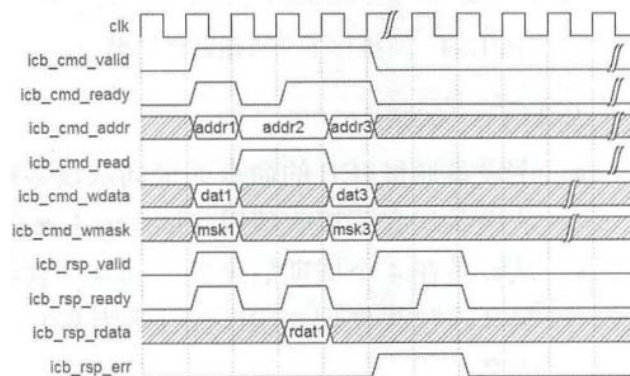 clk
icb_cmd_valid
icb_cmd_ready
icb_cmd_addr addr1 addr2 addr3
icb_cmd_read
icb_cmd_wdata dat1 dat3
icb_cmd_wmask msk1 msk3
icb_rsp_valid
icb_rsp_ready
icb_rsp_rdata rdat1
icb_rsp_err